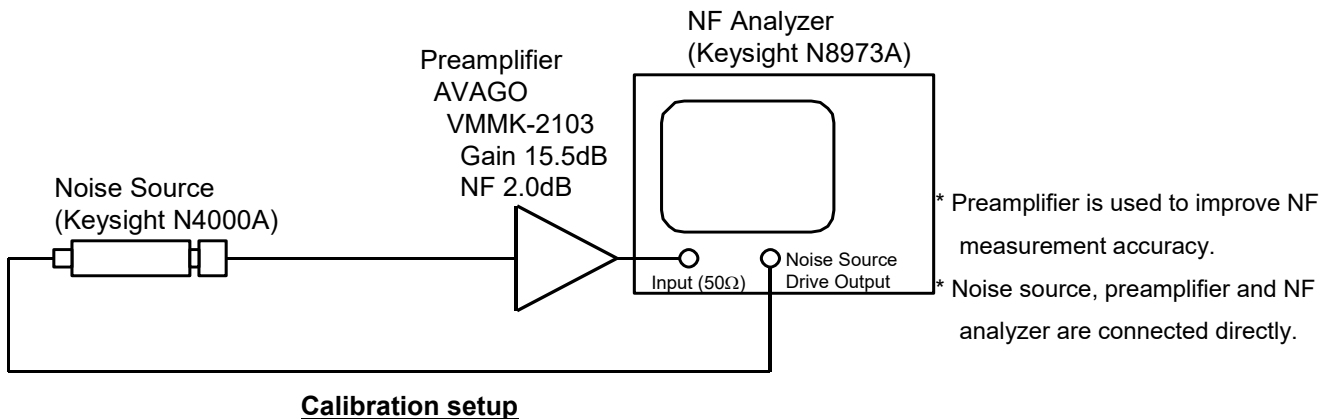 NF Analyzer
(Keysight N8973A)
Preamplifier
AVAGO
VMMK-2103
Gain 15.5dB
NF 2.0dB
Noise Source
(Keysight N4000A)
Input (50Ω)
Noise Source
Drive Output
* Preamplifier is used to improve NF
measurement accuracy.
* Noise source, preamplifier and NF
analyzer are connected directly.
Calibration setup